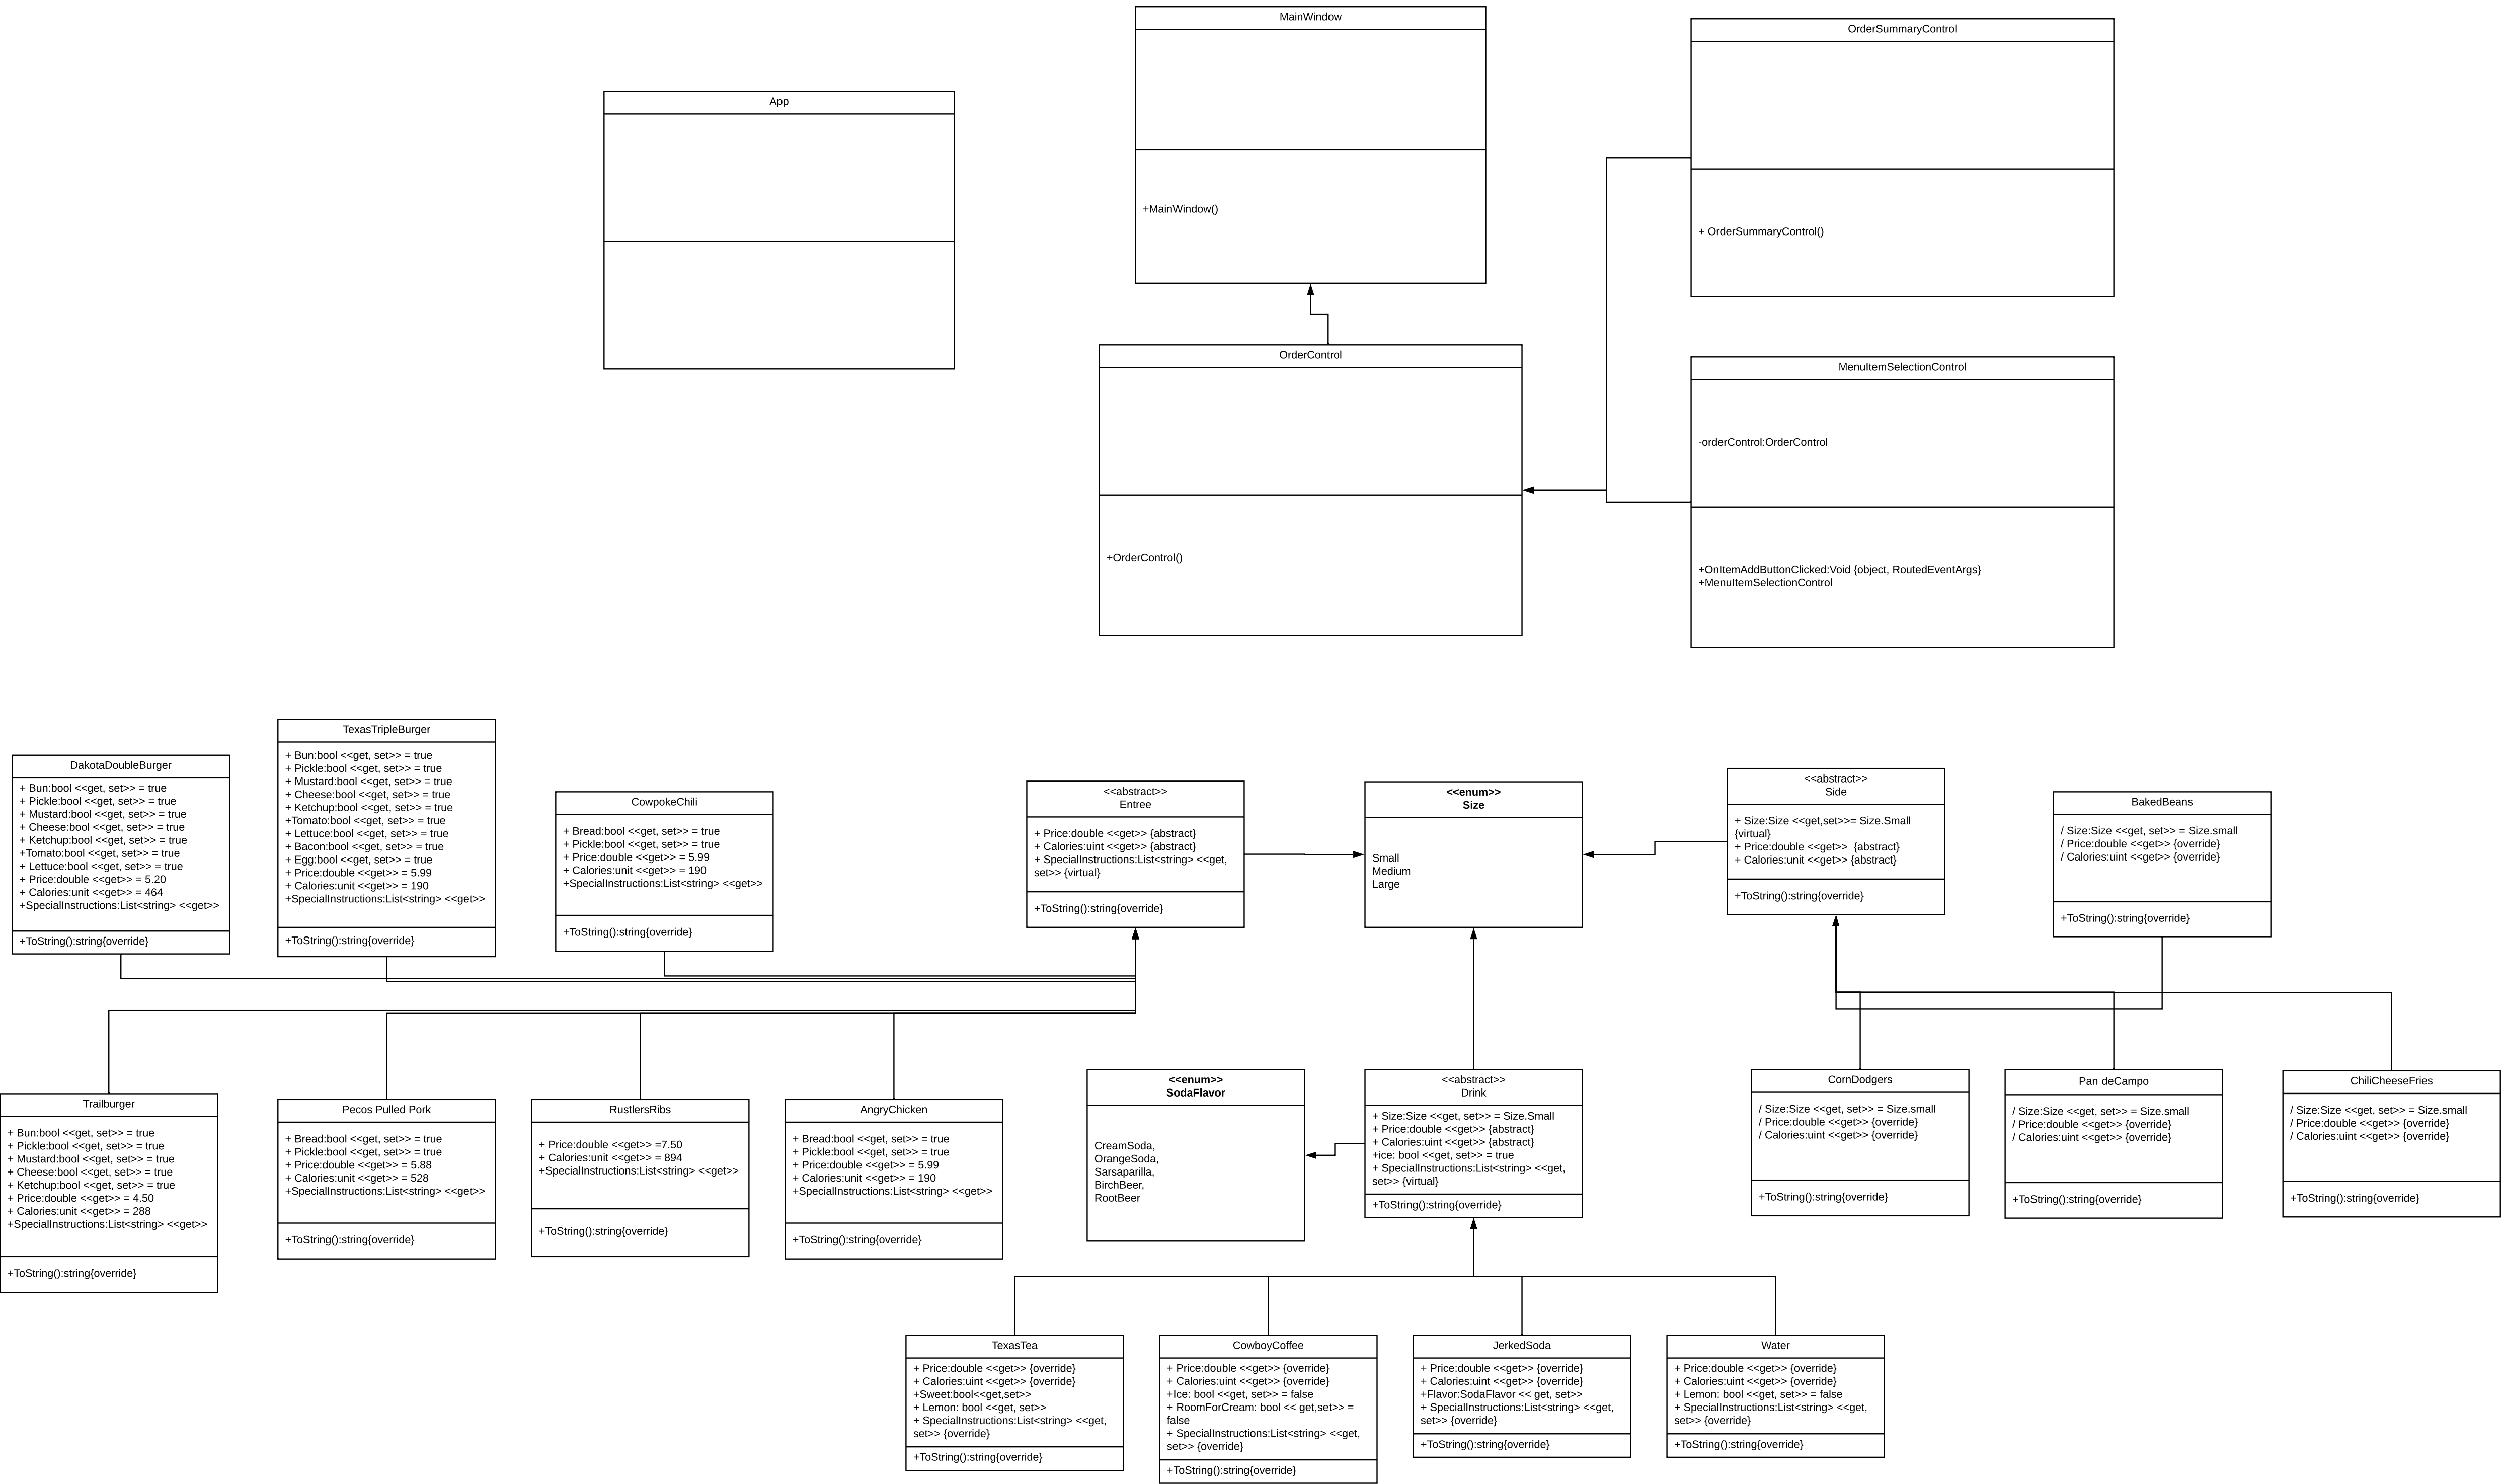 MainWindow
+MainWindow()
OrderSummaryControl
+ OrderSummaryControl()
App
OrderControl
+OrderControl()
MenuItemSelectionControl
-orderControl:OrderControl
+OnItemAddButtonClicked:Void {object, RoutedEventArgs}
+MenuItemSelectionControl
DakotaDoubleBurger
+ Bun:bool <<get, set>> = true
+ Pickle:bool <<get, set>> = true
+ Mustard:bool <<get, set>> = true
+ Cheese:bool <<get, set>> = true
+ Ketchup:bool <<get, set>> = true
+Tomato:bool <<get, set>> = true
+ Lettuce:bool <<get, set>> = true
+ Price:double <<get>> = 5.20
+ Calories:unit <<get>> = 464
+SpecialInstructions:List<string> <<get>>
+ToString():string{override}
TexasTripleBurger
+ Bun:bool <<get, set>> = true
+ Pickle:bool <<get, set>> = true
+ Mustard:bool <<get, set>> = true
+ Cheese:bool <<get, set>> = true
+ Ketchup:bool <<get, set>> = true
+Tomato:bool <<get, set>> = true
+ Lettuce:bool <<get, set>> = true
+ Bacon:bool <<get, set>> = true
+ Egg:bool <<get, set>> = true
+ Price:double <<get>> = 5.99
+ Calories:unit <<get>> = 190
+SpecialInstructions:List<string> <<get>>
+ToString():string{override}
CowpokeChili
+ Bread:bool <<get, set>> = true
+ Pickle:bool <<get, set>> = true
+ Price:double <<get>> = 5.99
+ Calories:unit <<get>> = 190
+SpecialInstructions:List<string> <<get>>
+ToString():string{override}
<<abstract>>
Entree
+ Price:double <<get>> {abstract}
+ Calories:uint <<get>> {abstract}
+ SpecialInstructions:List<string> <<get,
set>> {virtual}
+ToString():string{override}
<<enum>>
Size
Small
Medium
Large
<<abstract>>
Side
+ Size:Size <<get,set>>= Size.Small
{virtual}
+ Price:double <<get>>  {abstract}
+ Calories:uint <<get>> {abstract}
+ToString():string{override}
BakedBeans
/ Size:Size <<get, set>> = Size.small
/ Price:double <<get>> {override}
/ Calories:uint <<get>> {override}
+ToString():string{override}
Trailburger
+ Bun:bool <<get, set>> = true
+ Pickle:bool <<get, set>> = true
+ Mustard:bool <<get, set>> = true
+ Cheese:bool <<get, set>> = true
+ Ketchup:bool <<get, set>> = true
+ Price:double <<get>> = 4.50
+ Calories:unit <<get>> = 288
+SpecialInstructions:List<string> <<get>>
+ToString():string{override}
Pecos Pulled Pork
+ Bread:bool <<get, set>> = true
+ Pickle:bool <<get, set>> = true
+ Price:double <<get>> = 5.88
+ Calories:unit <<get>> = 528
+SpecialInstructions:List<string> <<get>>
+ToString():string{override}
RustlersRibs
+ Price:double <<get>> =7.50
+ Calories:unit <<get>> = 894
+SpecialInstructions:List<string> <<get>>
+ToString():string{override}
AngryChicken
+ Bread:bool <<get, set>> = true
+ Pickle:bool <<get, set>> = true
+ Price:double <<get>> = 5.99
+ Calories:unit <<get>> = 190
+SpecialInstructions:List<string> <<get>>
+ToString():string{override}
<<enum>>
SodaFlavor
CreamSoda,
OrangeSoda,
Sarsaparilla,
BirchBeer,
RootBeer
<<abstract>>
Drink
+ Size:Size <<get, set>> = Size.Small
+ Price:double <<get>> {abstract}
+ Calories:uint <<get>> {abstract}
+ice: bool <<get, set>> = true
+ SpecialInstructions:List<string> <<get,
set>> {virtual}
+ToString():string{override}
CornDodgers
/ Size:Size <<get, set>> = Size.small
/ Price:double <<get>> {override}
/ Calories:uint <<get>> {override}
+ToString():string{override}
Pan deCampo
/ Size:Size <<get, set>> = Size.small
/ Price:double <<get>> {override}
/ Calories:uint <<get>> {override}
+ToString():string{override}
ChiliCheeseFries
/ Size:Size <<get, set>> = Size.small
/ Price:double <<get>> {override}
/ Calories:uint <<get>> {override}
+ToString():string{override}
TexasTea
+ Price:double <<get>> {override}
+ Calories:uint <<get>> {override}
+Sweet:bool<<get,set>>
+ Lemon: bool <<get, set>>
+ SpecialInstructions:List<string> <<get,
set>> {override}
+ToString():string{override}
CowboyCoffee
+ Price:double <<get>> {override}
+ Calories:uint <<get>> {override}
+Ice: bool <<get, set>> = false
+ RoomForCream: bool << get,set>> =
false
+ SpecialInstructions:List<string> <<get,
set>> {override}
+ToString():string{override}
JerkedSoda
+ Price:double <<get>> {override}
+ Calories:uint <<get>> {override}
+Flavor:SodaFlavor << get, set>>
+ SpecialInstructions:List<string> <<get,
set>> {override}
+ToString():string{override}
Water
+ Price:double <<get>> {override}
+ Calories:uint <<get>> {override}
+ Lemon: bool <<get, set>> = false
+ SpecialInstructions:List<string> <<get,
set>> {override}
+ToString():string{override}